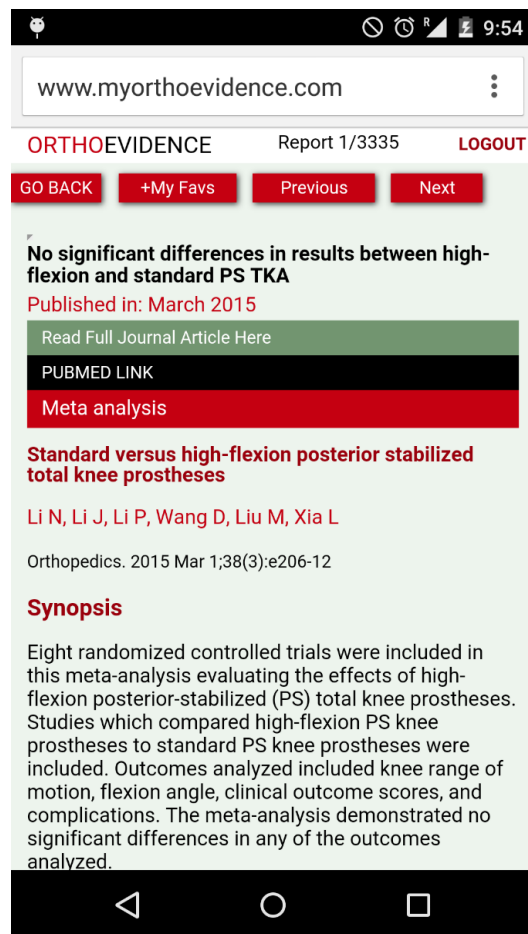 R 9:54
www.myorthoevidence.com
ORTHOEVIDENCE Report 1/3335 LOGOUT
GO BACK +My Favs Previous Next
No significant differences in results between high-
flexion and standard PS TKA
Published in: March 2015
Read Full Journal Article Here
PUBMED LINK
Meta analysis
Standard versus high-flexion posterior stabilized
total knee prostheses
Li N, Li J, Li P, Wang D, Liu M, Xia L
Orthopedics. 2015 Mar 1;38(3):e206-12
Synopsis
Eight randomized controlled trials were included in
this meta-analysis evaluating the effects of high-
flexion posterior-stabilized (PS) total knee prostheses.
Studies which compared high-flexion PS knee
prostheses to standard PS knee prostheses were
included. Outcomes analyzed included knee range of
motion, flexion angle, clinical outcome scores, and
complications. The meta-analysis demonstrated no
significant differences in any of the outcomes
analyzed.